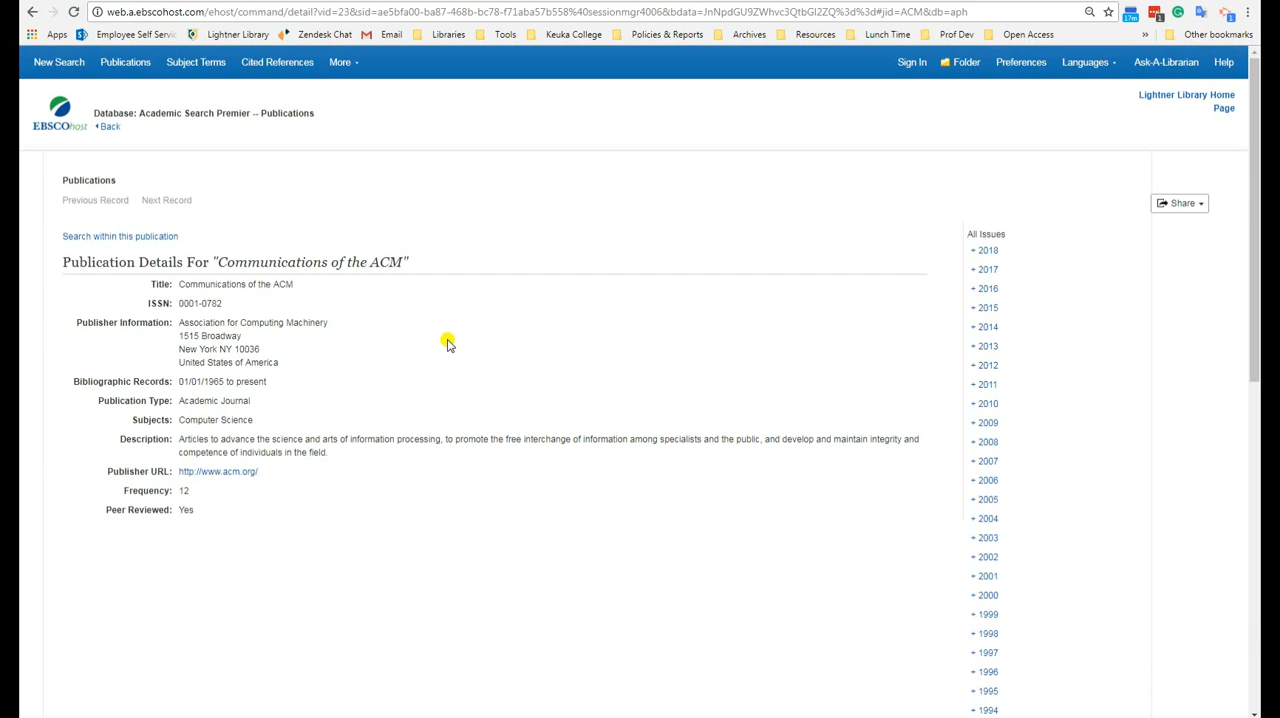 web.a.ebscohost.com/ehost/command/detail?vid=23&sid=ae5bfa00-ba87-468b-bc78-f71aba57b558%40sessionmgr4006&bdata=JnNpdGU9ZWhvc3QtbGl2ZQ%3d%3d#jid=ACM&db=aph
17m 1 1
Apps Employee Self Servic Lightner Library Zendesk Chat Email Libraries Tools Keuka College Policies & Reports Archives Resources Lunch Time Prof Dev Open Access » Other bookmarks
New Search Publications Subject Terms Cited References More Sign In Folder Preferences Languages Ask-A-Librarian Help
EBSCOhost
Database: Academic Search Premier -- Publications
Back
Lightner Library Home
Page
Publications
Previous Record Next Record
Share
Search within this publication
Publication Details For "Communications of the ACM"
Title: Communications of the ACM
ISSN: 0001-0782
Publisher Information: Association for Computing Machinery
1515 Broadway
New York NY 10036
United States of America
Bibliographic Records: 01/01/1965 to present
Publication Type: Academic Journal
Subjects: Computer Science
Description: Articles to advance the science and arts of information processing, to promote the free interchange of information among specialists and the public, and develop and maintain integrity and
competence of individuals in the field.
Publisher URL: http://www.acm.org/
Frequency: 12
Peer Reviewed: Yes
All Issues
+ 2018
+ 2017
+ 2016
+ 2015
+ 2014
+ 2013
+ 2012
+ 2011
+ 2010
+ 2009
+ 2008
+ 2007
+ 2006
+ 2005
+ 2004
+ 2003
+ 2002
+ 2001
+ 2000
+ 1999
+ 1998
+ 1997
+ 1996
+ 1995
+ 1994